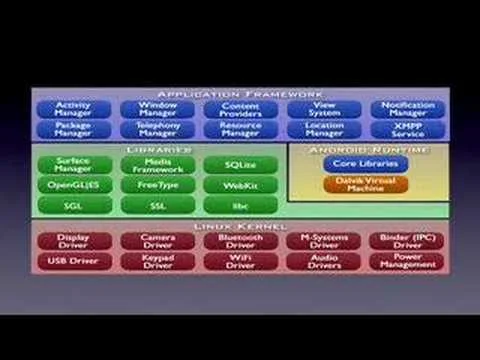 APPLICATION FRAMEWORK
Activity Manager
Window Manager
Content Providers
View System
Notification Manager
Package Manager
Telephony Manager
Resource Manager
Location Manager
XMPP Service
LIBRARIES
Surface Manager
Media Framework
SQLite
OpenGL|ES
FreeType
WebKit
SGL
SSL
libc
ANDROID RUNTIME
Core Libraries
Dalvik Virtual Machine
LINUX KERNEL
Display Driver
Camera Driver
Bluetooth Driver
M-Systems Driver
Binder (IPC) Driver
USB Driver
Keypad Driver
WiFi Driver
Audio Drivers
Power Management